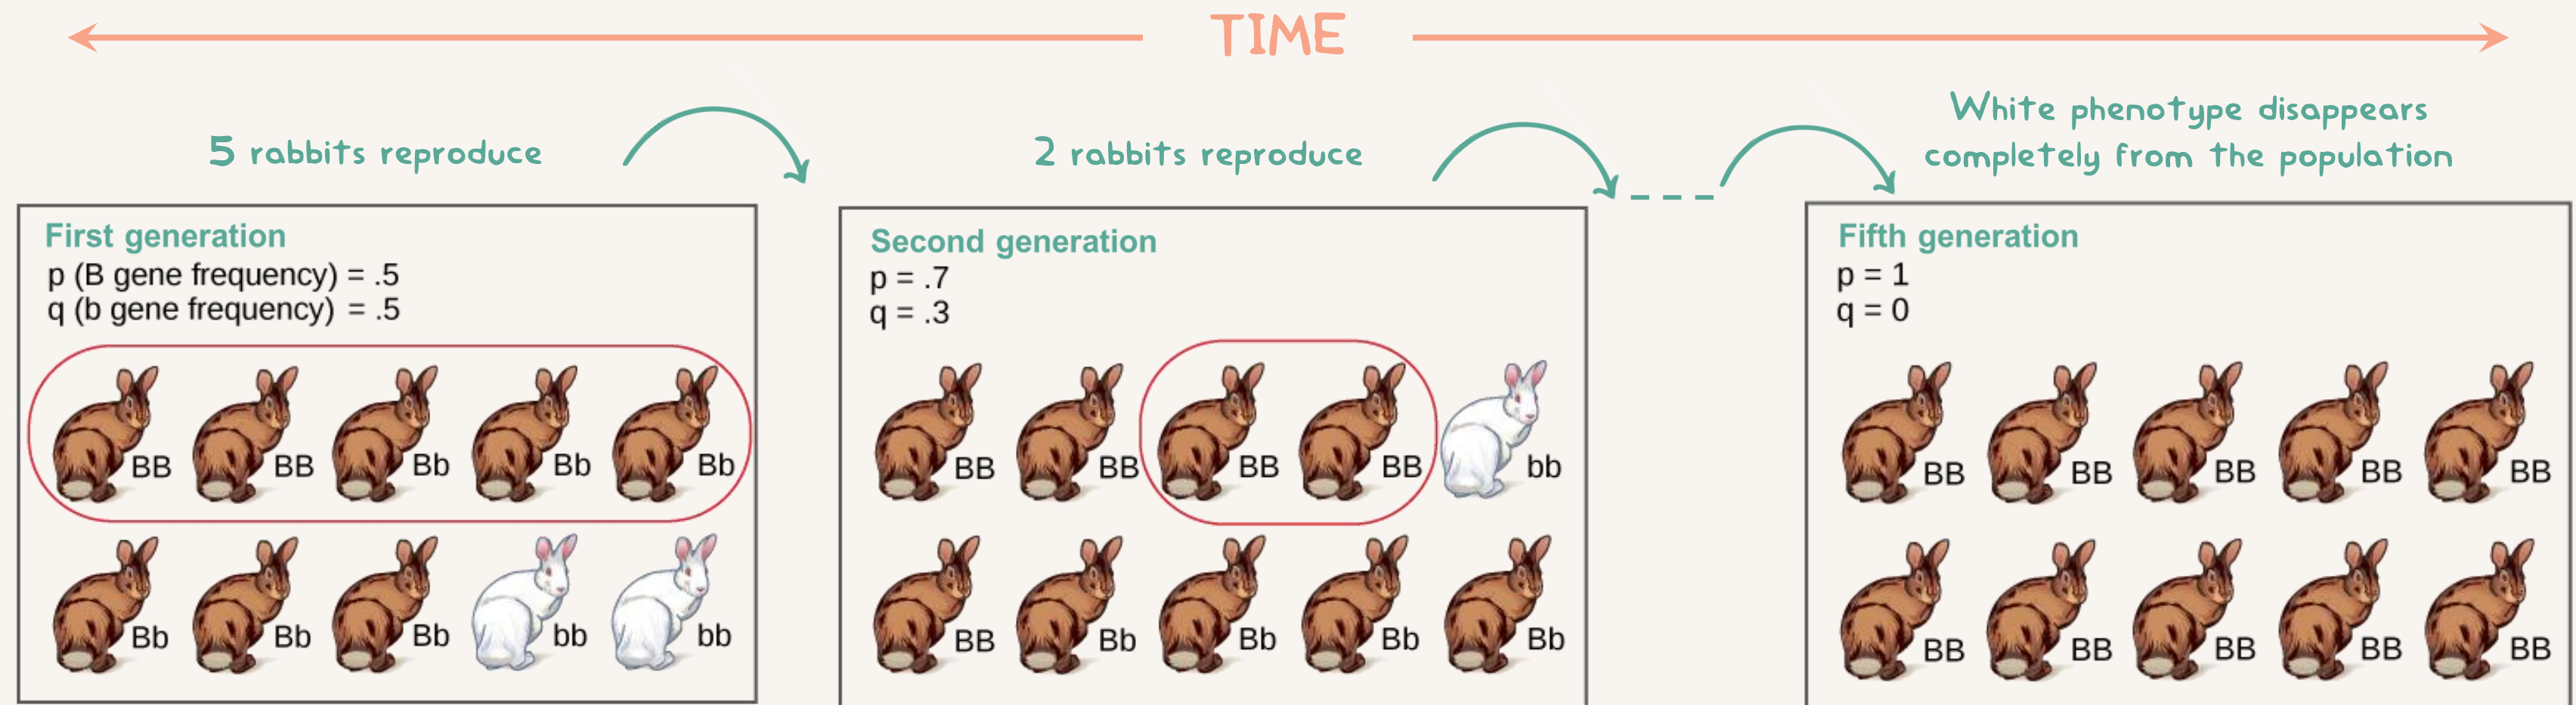 TIME
5 rabbits reproduce
2 rabbits reproduce
White phenotype disappears
completely from the population
First generation
p (B gene frequency) = .5
q (b gene frequency) = .5
BB BB Bb Bb Bb
Bb Bb Bb bb bb
Second generation
p = .7
q = .3
BB BB BB BB bb
BB Bb Bb Bb Bb
Fifth generation
p = 1
q = 0
BB BB BB BB BB
BB BB BB BB BB